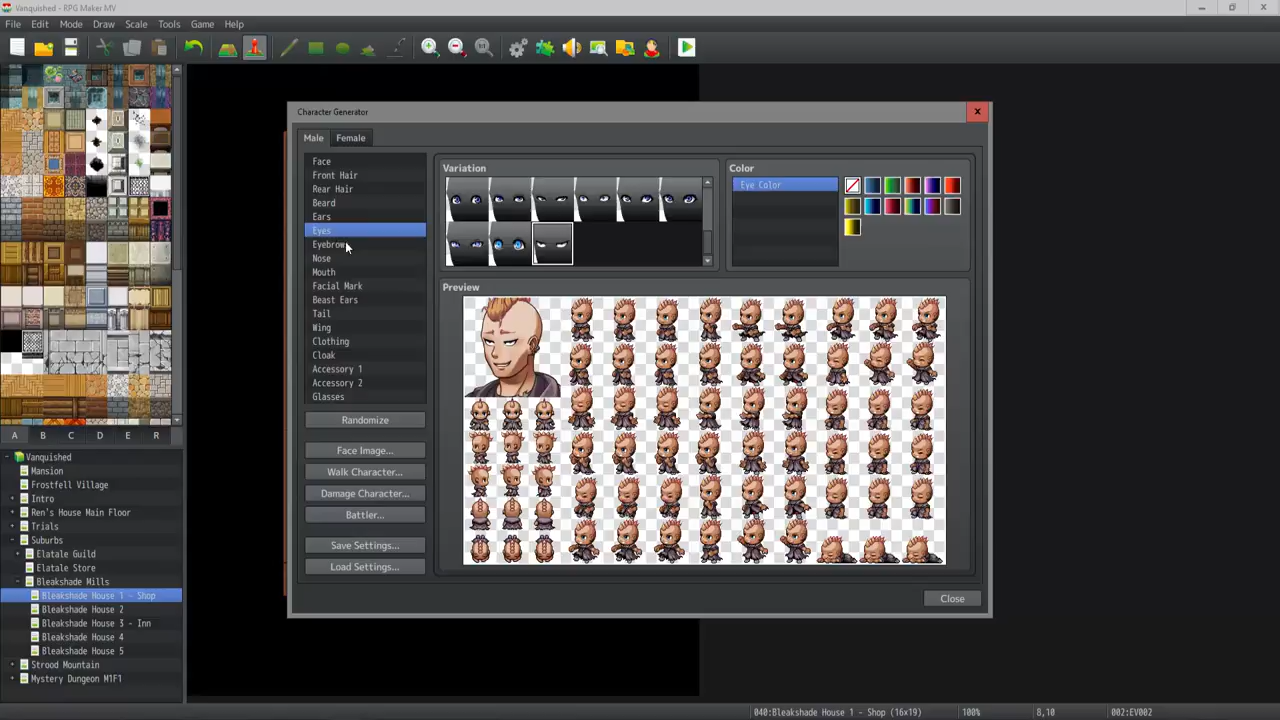 Vanquished - RPG Maker MV
File Edit Mode Draw Scale Tools Game Help
Character Generator
Male Female
Face
Front Hair
Rear Hair
Beard
Ears
Eyes
Eyebrow
Nose
Mouth
Facial Mark
Beast Ears
Tail
Wing
Clothing
Cloak
Accessory 1
Accessory 2
Glasses
Randomize
Face Image...
Walk Character...
Damage Character...
Battler...
Save Settings...
Load Settings...
Variation
Color
Eye Color
Preview
Close
A B C D E R
Vanquished
Mansion
Frostfell Village
Intro
Ren's House Main Floor
Trials
Suburbs
Elatale Guild
Elatale Store
Bleakshade Mills
Bleakshade House 1 - Shop
Bleakshade House 2
Bleakshade House 3 - Inn
Bleakshade House 4
Bleakshade House 5
Strood Mountain
Mystery Dungeon M1F1
040:Bleakshade House 1 - Shop (16x19) 100% 8,10 002:EV002